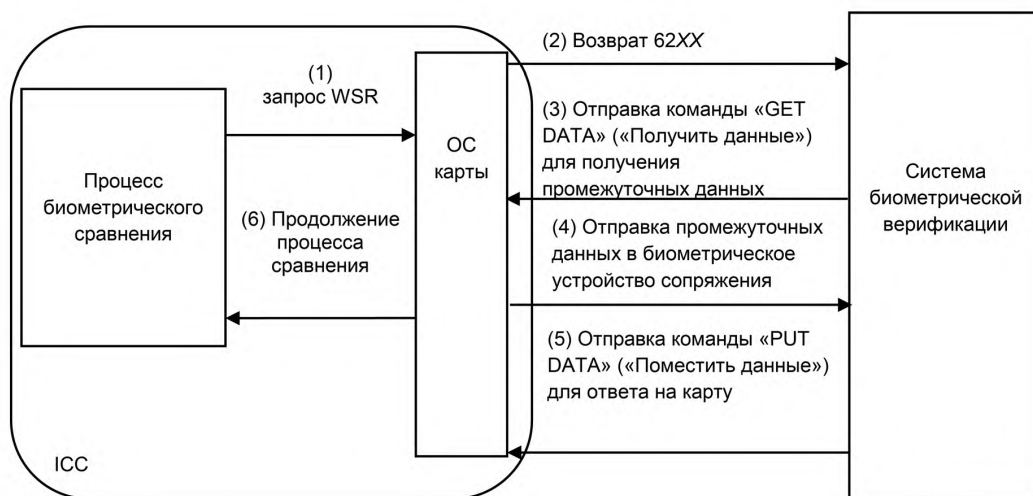 (1)
запрос WSR
Процесс
биометрического
сравнения
(6) Продолжение
процесса
сравнения
ICC
ОС
карты
(2) Возврат 62XX
(3) Отправка команды «GET
DATA» («Получить данные»)
для получения
промежуточных данных
(4) Отправка промежуточных
данных в биометрическое
устройство сопряжения
(5) Отправка команды «PUT
DATA» («Поместить данные»)
для ответа на карту
Система
биометрической
верификации